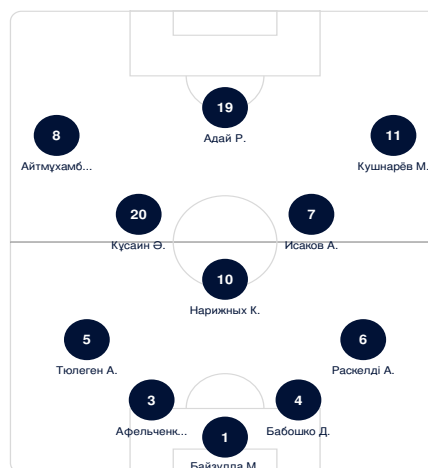 19
Адай Р.
8
Айтмұхамб...
11
Кушнарёв М.
20
Құсаин Ә.
7
Исаков А.
10
Нарижных К.
5
Тюлеген А.
6
Раскелді А.
3
Афельченк...
4
Бабошко Д.
1
Байзулла М.